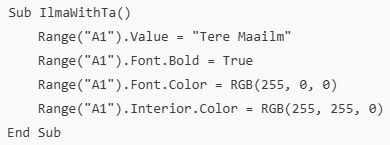 Sub IlmaWithTa()
    Range("A1").Value = "Tere Maailm"
    Range("A1").Font.Bold = True
    Range("A1").Font.Color = RGB(255, 0, 0)
    Range("A1").Interior.Color = RGB(255, 255, 0)
End Sub